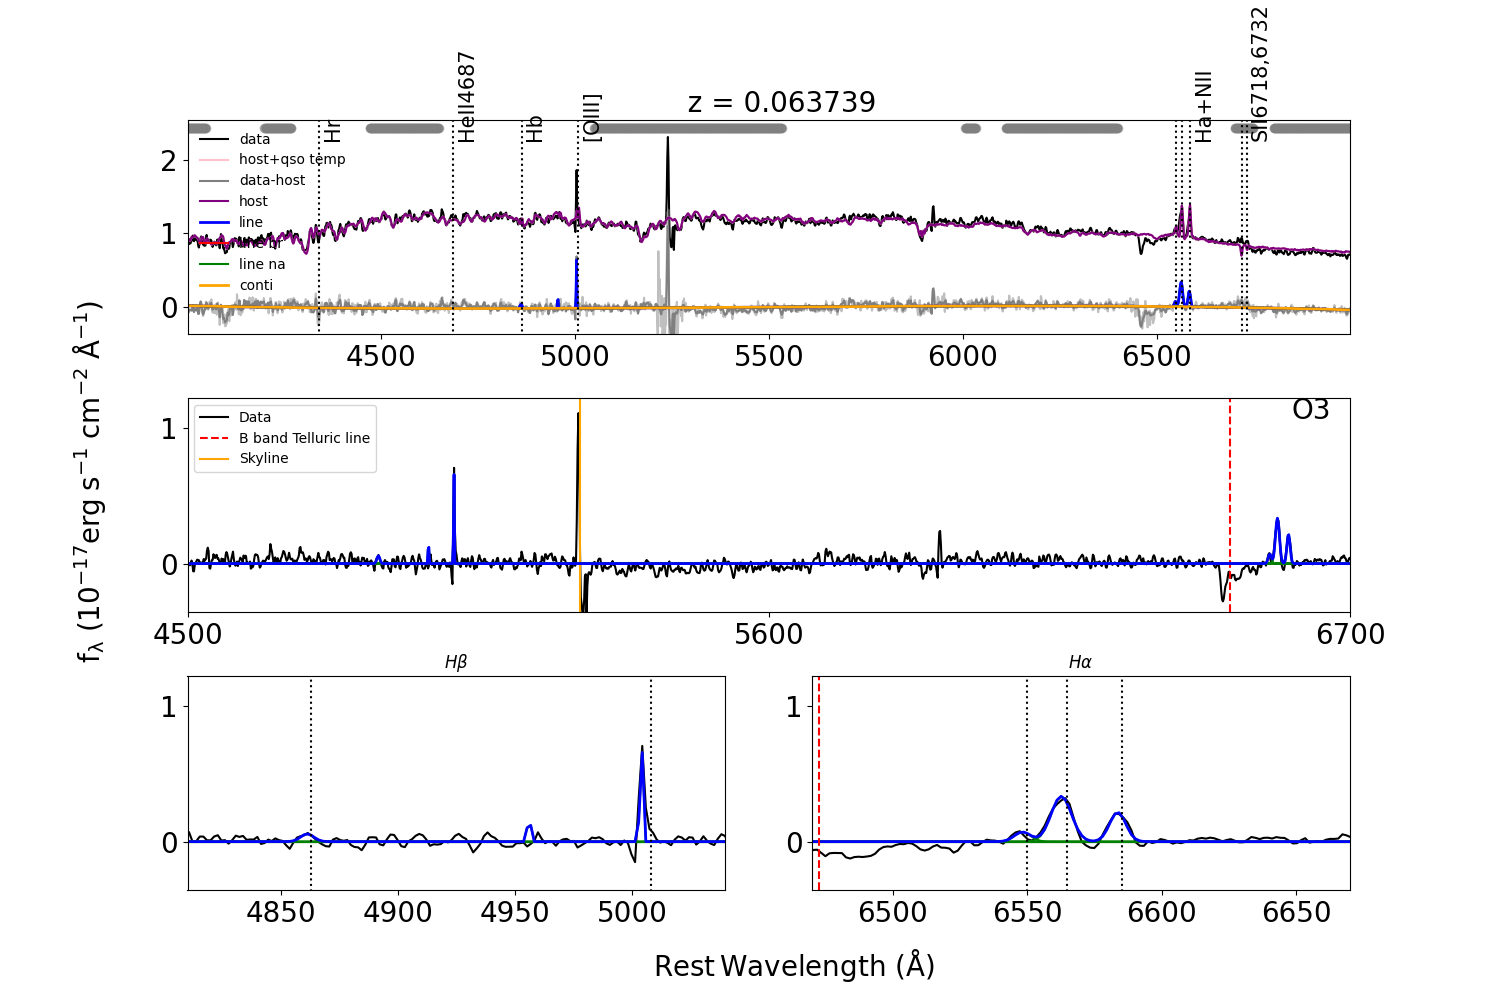 z = 0.063739
Hr
HeII4687
Hb
[OIII]
Ha+NII
SII6718,6732
data
host+qso temp
data-host
host
line
line br
line na
conti
2
1
0
4500
5000
5500
6000
6500
O3
Data
B band Telluric line
Skyline
1
0
4500
5600
6700
fλ (10−17erg s−1 cm−2 Å−1)
Hβ
1
0
4850
4900
4950
5000
Hα
1
0
6500
6550
6600
6650
Rest Wavelength (Å)